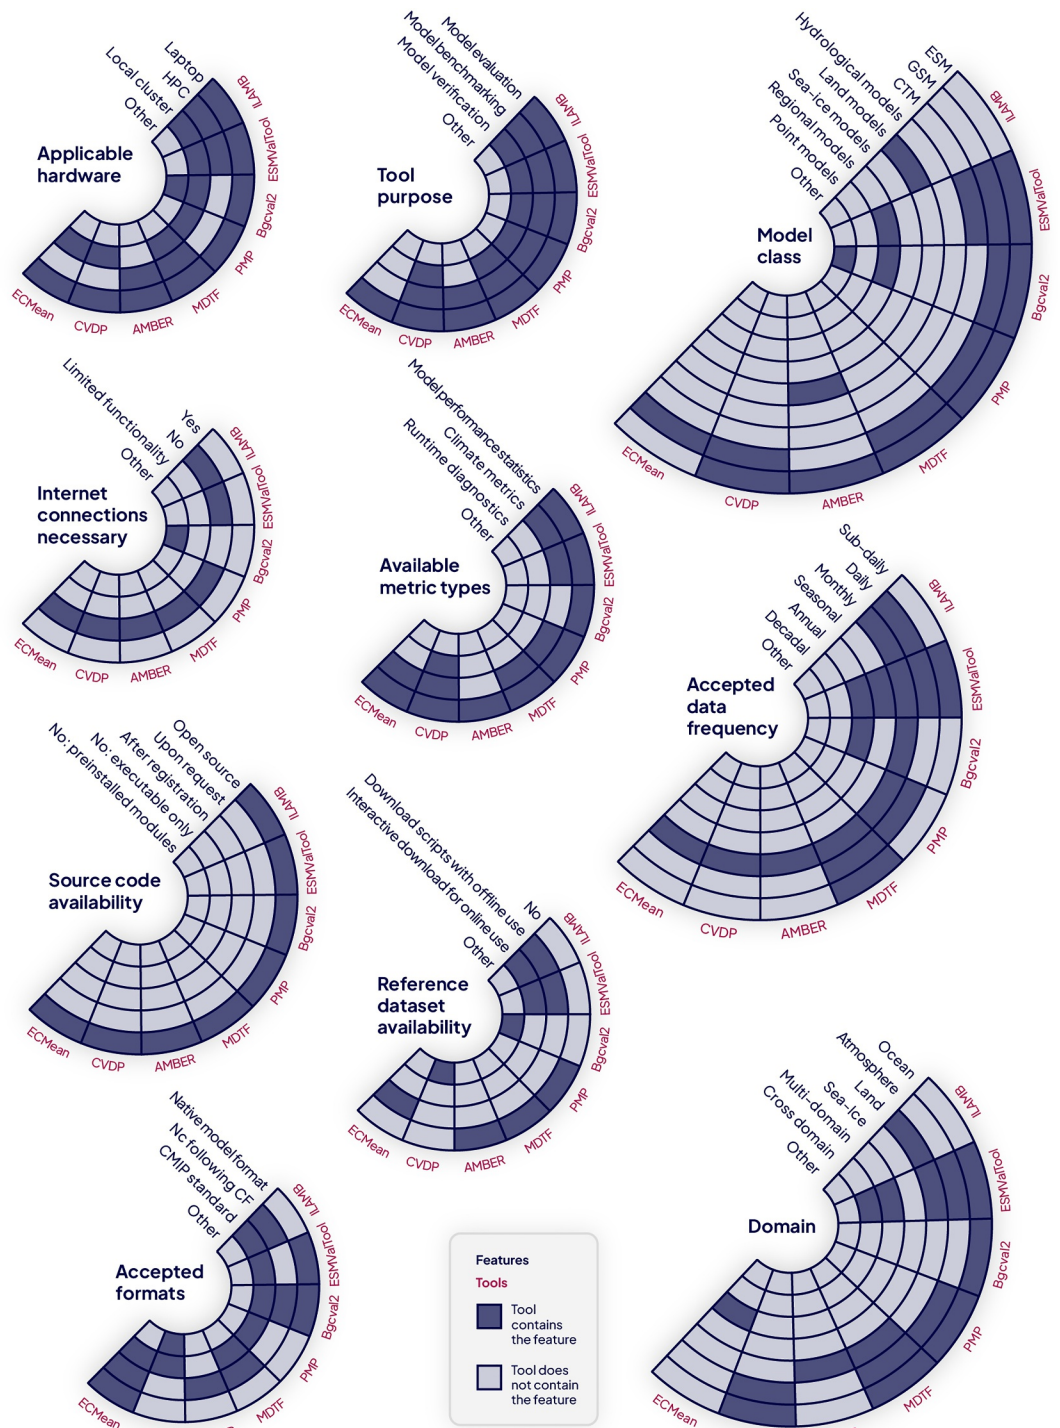 Laptop
HPC
Local cluster
Other
Applicable
hardware
ILAMB
ESMValTool
Bgcval2
PMP
MDTF
AMBER
CVDP
ECMean
Model evaluation
Model benchmarking
Model verification
Other
Tool
purpose
ILAMB
ESMValTool
Bgcval2
PMP
MDTF
AMBER
CVDP
ECMean
ESM
GSM
CTM
Hydrological models
Land models
Sea-ice models
Regional models
Point models
Other
Model
class
ILAMB
ESMValTool
Bgcval2
PMP
MDTF
AMBER
CVDP
ECMean
Yes
No
Limited functionality
Other
Internet
connections
necessary
ILAMB
ESMValTool
Bgcval2
PMP
MDTF
AMBER
CVDP
ECMean
Model performance statistics
Climate metrics
Runtime diagnostics
Other
Available
metric types
ILAMB
ESMValTool
Bgcval2
PMP
MDTF
AMBER
CVDP
ECMean
Sub-daily
Daily
Monthly
Seasonal
Annual
Decadal
Other
Accepted
data
frequency
ILAMB
ESMValTool
Bgcval2
PMP
MDTF
AMBER
CVDP
ECMean
Open source
Upon request
After registration
No: executable only
No: preinstalled modules
Source code
availability
ILAMB
ESMValTool
Bgcval2
PMP
MDTF
AMBER
CVDP
ECMean
No
Download scripts with offline use
Interactive download for online use
Other
Reference
dataset
availability
ILAMB
ESMValTool
Bgcval2
PMP
MDTF
AMBER
CVDP
ECMean
Native model format
Nc following CF
CMIP standard
Other
Accepted
formats
ILAMB
ESMValTool
Bgcval2
PMP
MDTF
ECMean
Ocean
Atmosphere
Land
Sea-Ice
Multi-domain
Cross domain
Other
Domain
ILAMB
ESMValTool
Bgcval2
PMP
MDTF
ECMean
Features
Tools
Tool
contains
the feature
Tool does
not contain
the feature